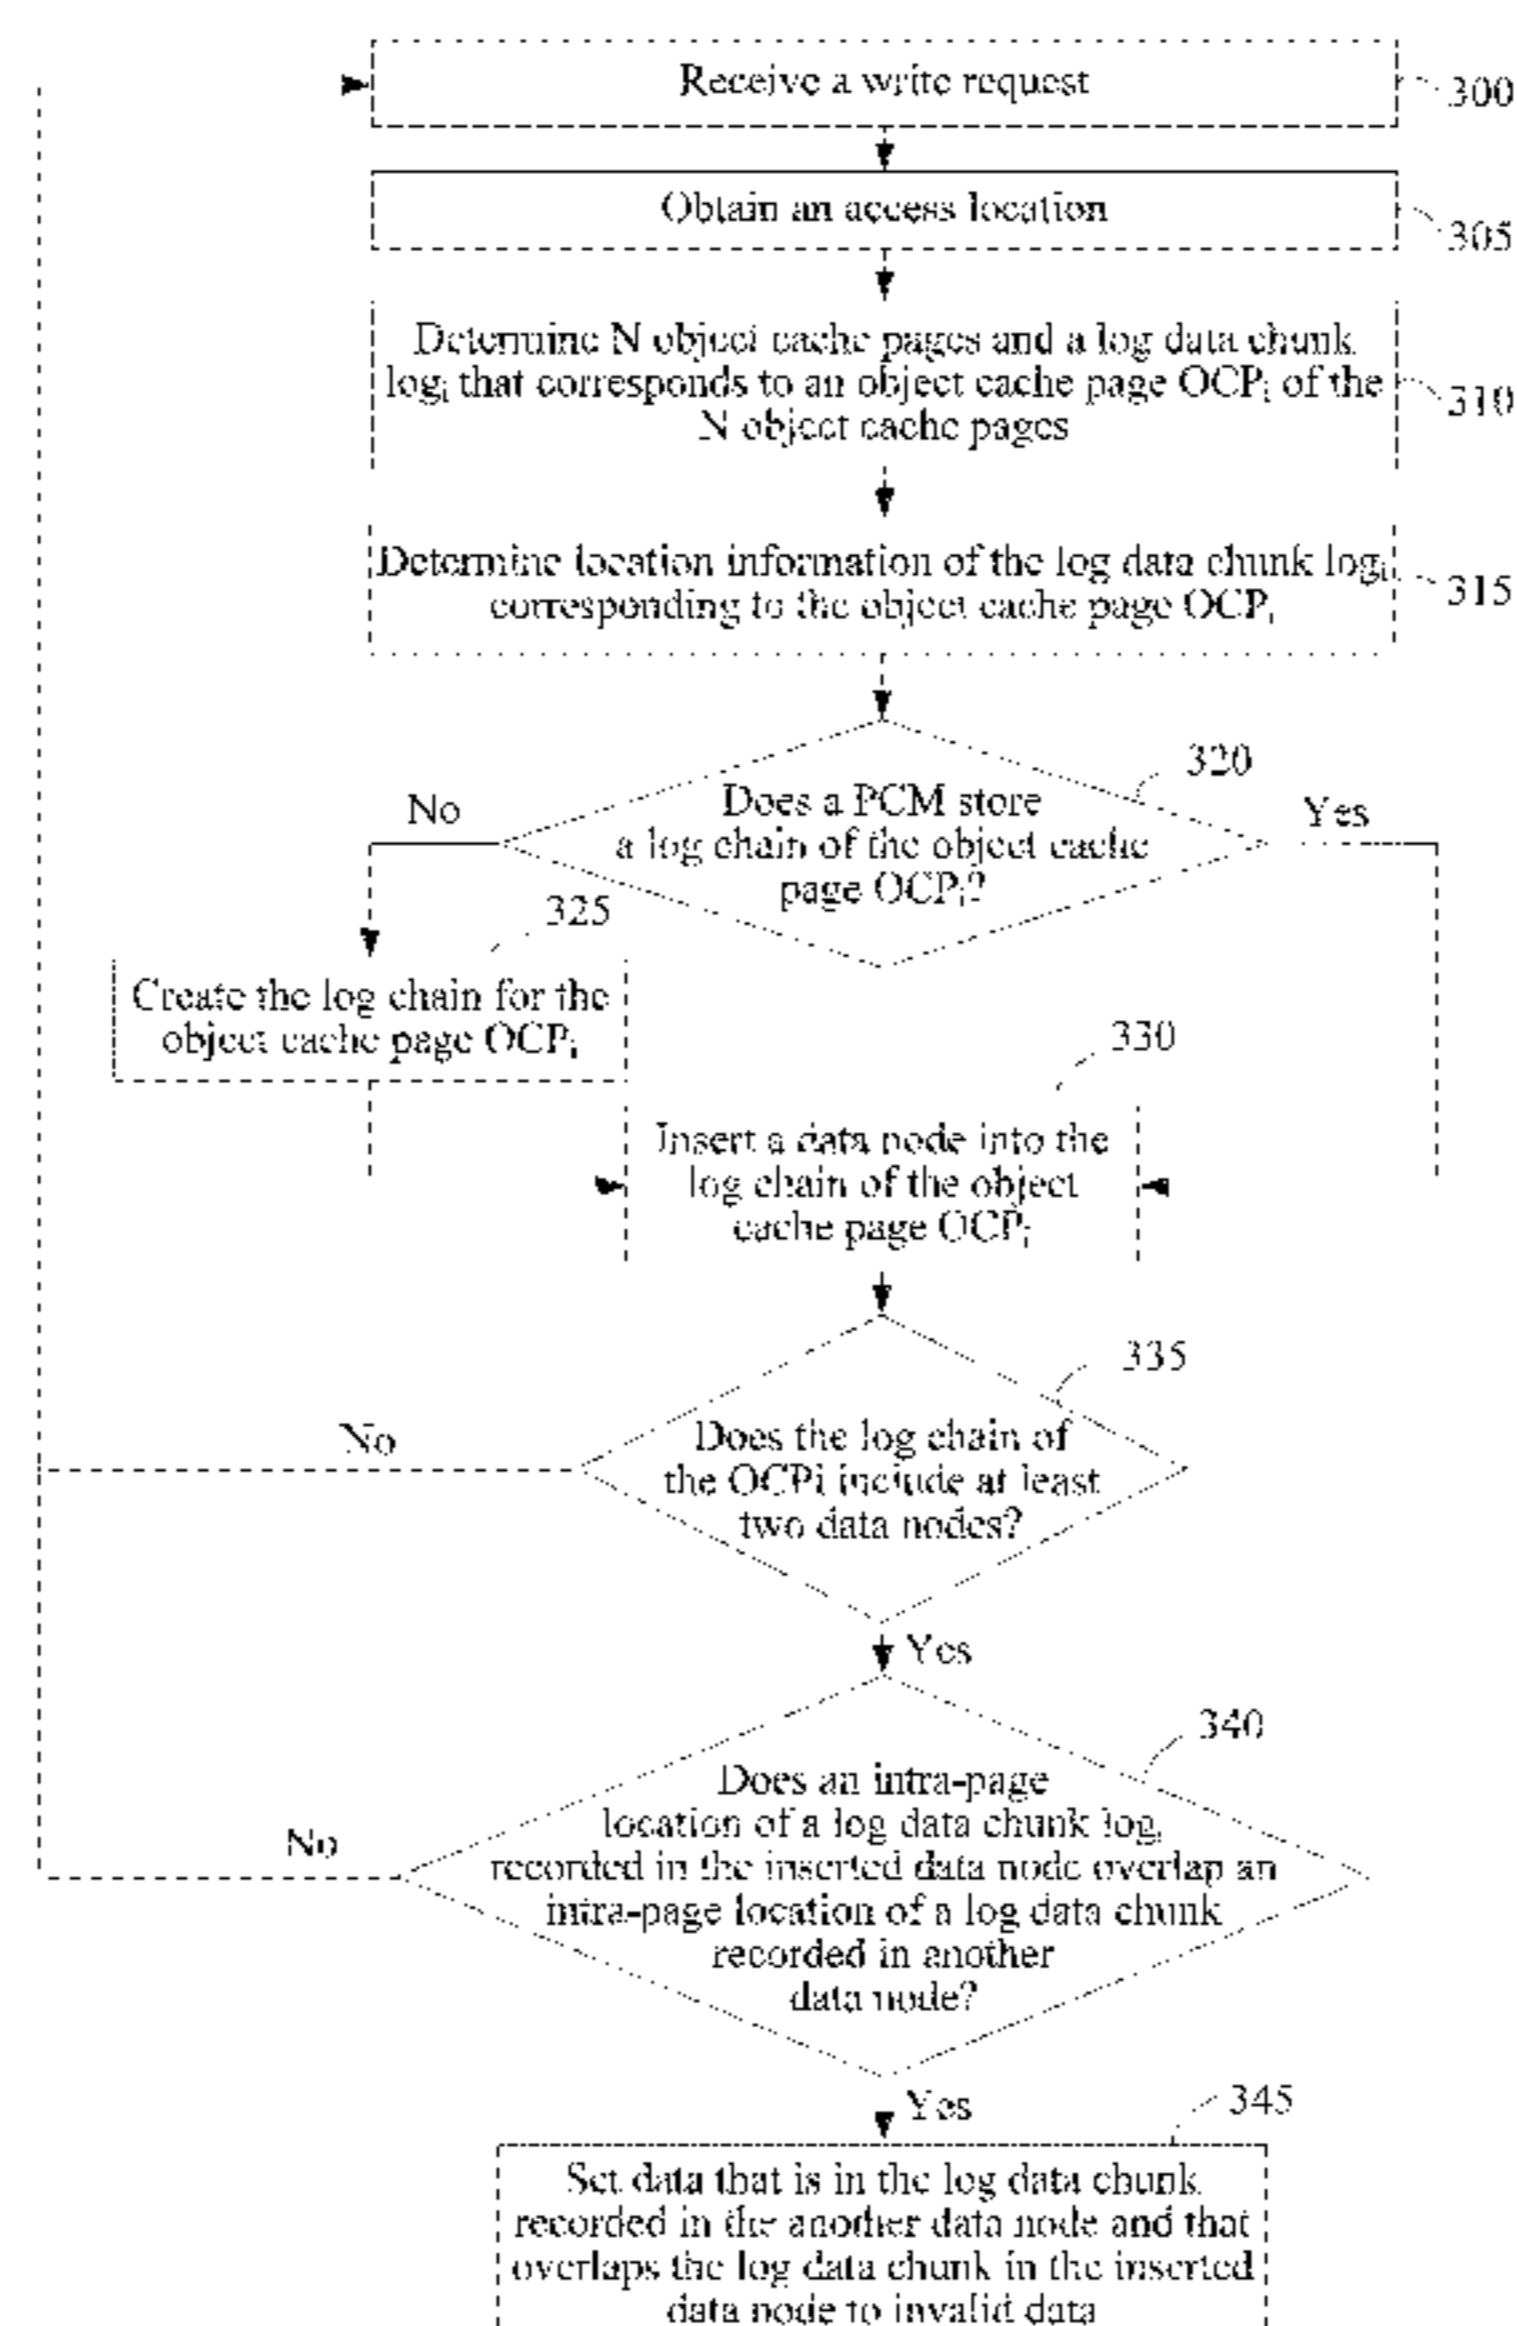 Receive a write request
300
Obtain an access location
305
Determine N object cache pages and a log data chunk
logi that corresponds to an object cache page OCPi of the
N object cache pages
310
Determine location information of the log data chunk logi
corresponding to the object cache page OCPi
315
320
Does a PCM store
a log chain of the object cache
page OCPi?
No
Yes
325
Create the log chain for the
object cache page OCPi
330
Insert a data node into the
log chain of the object
cache page OCPi
335
Does the log chain of
the OCPi include at least
two data nodes?
No
Yes
340
Does an intra-page
location of a log data chunk logi
recorded in the inserted data node overlap an
intra-page location of a log data chunk
recorded in another
data node?
No
Yes
345
Set data that is in the log data chunk
recorded in the another data node and that
overlaps the log data chunk in the inserted
data node to invalid data